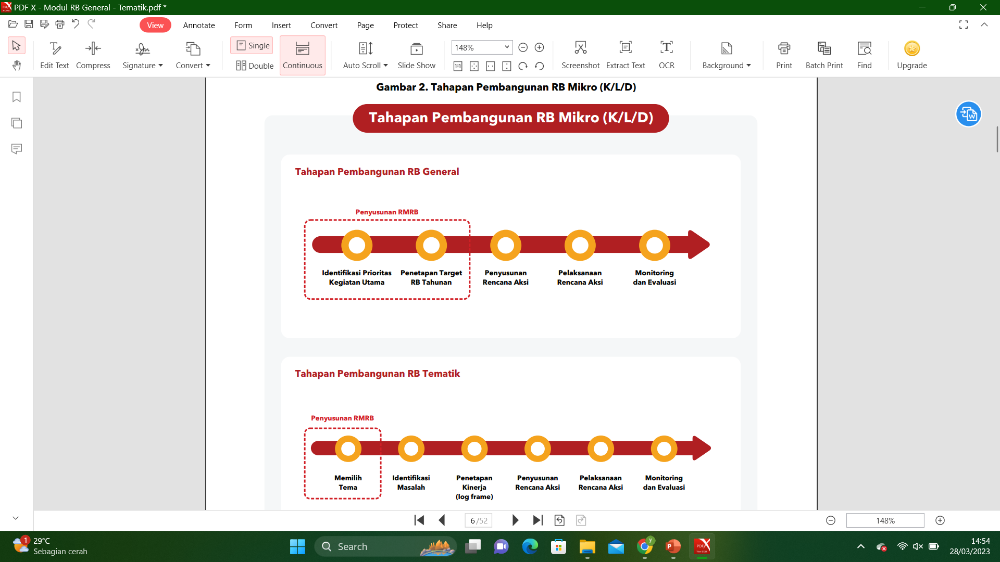 PDF X - Modul RB General - Tematik.pdf *
View Annotate Form Insert Convert Page Protect Share Help
Edit Text Compress Signature Convert Single Double Continuous Auto Scroll Slide Show 148% Screenshot Extract Text OCR Background Print Batch Print Find Upgrade
Gambar 2. Tahapan Pembangunan RB Mikro (K/L/D)
Tahapan Pembangunan RB Mikro (K/L/D)
Tahapan Pembangunan RB General
Penyusunan RMRB
Identifikasi Prioritas
Kegiatan Utama
Penetapan Target
RB Tahunan
Penyusunan
Rencana Aksi
Pelaksanaan
Rencana Aksi
Monitoring
dan Evaluasi
Tahapan Pembangunan RB Tematik
Penyusunan RMRB
Memilih
Tema
Identifikasi
Masalah
Penetapan
Kinerja
(log frame)
Penyusunan
Rencana Aksi
Pelaksanaan
Rencana Aksi
Monitoring
dan Evaluasi
6 /52
148%
1
29°C
Sebagian cerah
Search
14:54
28/03/2023